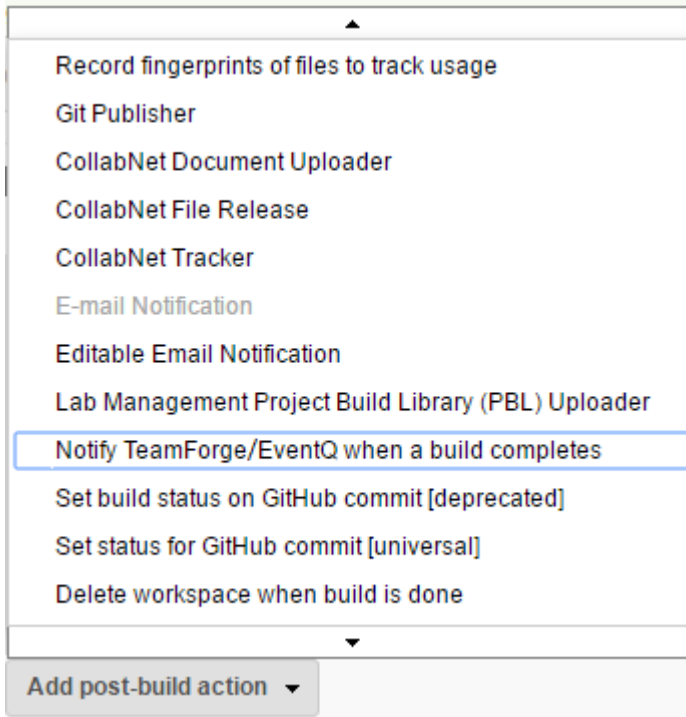 Record fingerprints of files to track usage
Git Publisher
CollabNet Document Uploader
CollabNet File Release
CollabNet Tracker
E-mail Notification
Editable Email Notification
Lab Management Project Build Library (PBL) Uploader
Notify TeamForge/EventQ when a build completes
Set build status on GitHub commit [deprecated]
Set status for GitHub commit [universal]
Delete workspace when build is done
Add post-build action